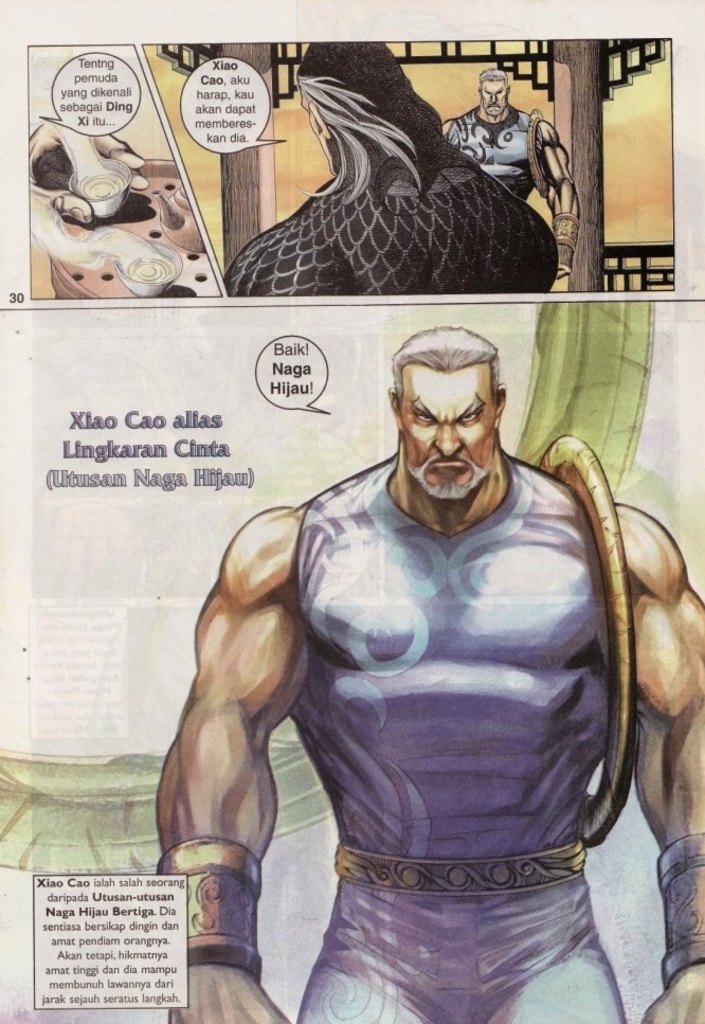 Tentng
pemuda
yang dikenali
sebagai Ding
Xi itu...
Xiao
Cao, aku
harap, kau
akan dapat
memberes-
kan dia.
30
Baik!
Naga
Hijau!
Xiao Cao alias
Lingkaran Cinta
(Utusan Naga Hijau)
Xiao Cao ialah salah seorang
daripada Utusan-utusan
Naga Hijau Bertiga. Dia
sentiasa bersikap dingin dan
amat pendiam orangnya.
Akan tetapi, hikmatnya
amat tinggi dan dia mampu
membunuh lawannya dari
jarak sejauh seratus langkah.